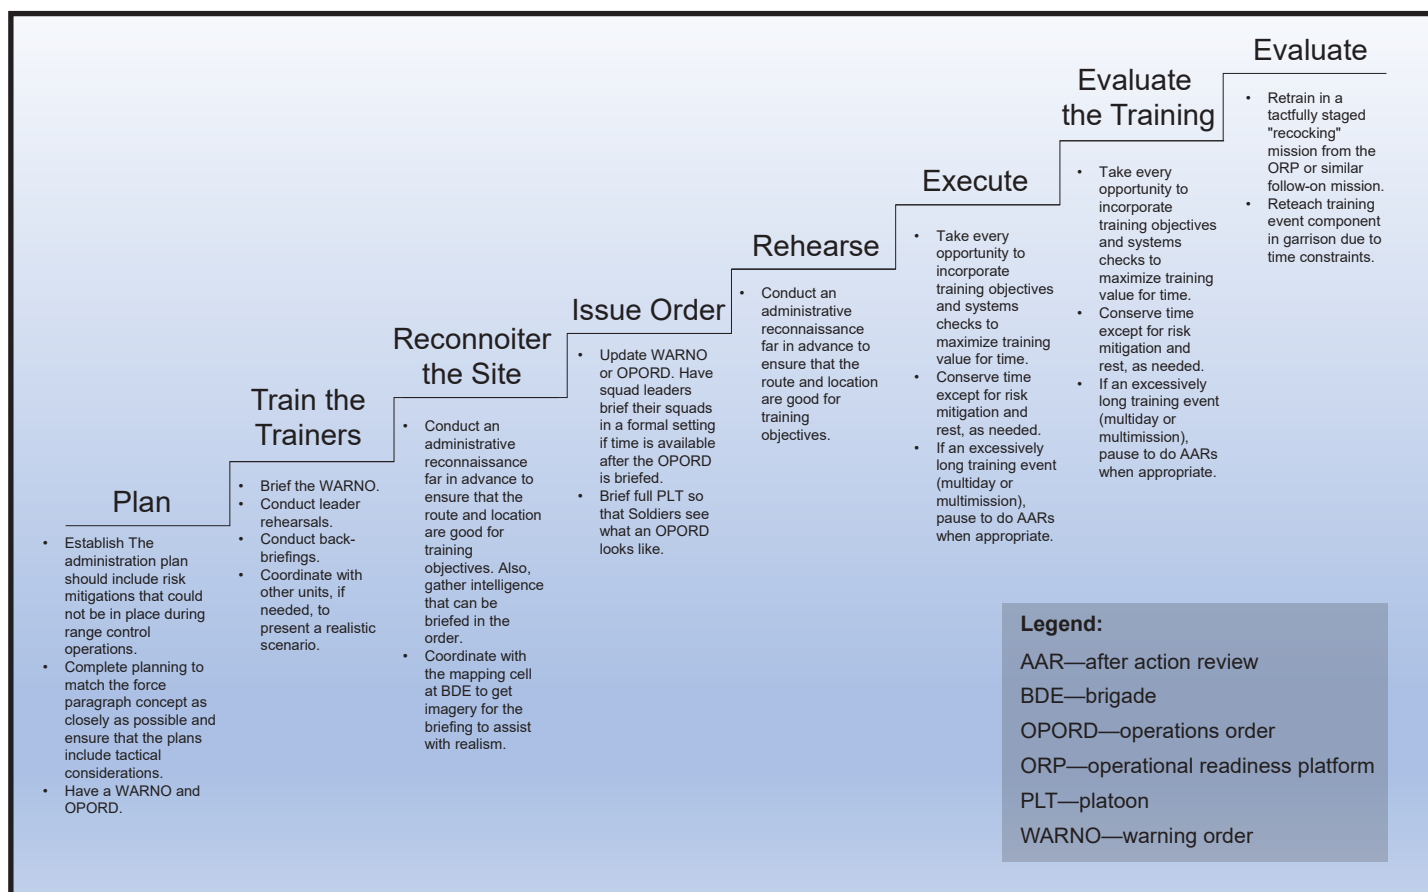 Plan
• Establish The
administration plan
should include risk
mitigations that could
not be in place during
range control
operations.
• Complete planning to
match the force
paragraph concept as
closely as possible and
ensure that the plans
include tactical
considerations.
• Have a WARNO and
OPORD.
Train the
Trainers
• Brief the WARNO.
• Conduct leader
rehearsals.
• Conduct back-
briefings.
• Coordinate with
other units, if
needed, to
present a realistic
scenario.
Reconnoiter
the Site
• Conduct an
administrative
reconnaissance
far in advance to
ensure that the
route and location
are good for
training
objectives. Also,
gather intelligence
that can be
briefed in the
order.
• Coordinate with
the mapping cell
at BDE to get
imagery for the
briefing to assist
with realism.
Issue Order
• Update WARNO
or OPORD. Have
squad leaders
brief their squads
in a formal setting
if time is available
after the OPORD
is briefed.
• Brief full PLT so
that Soldiers see
what an OPORD
looks like.
Rehearse
• Conduct an
administrative
reconnaissance
far in advance to
ensure that the
route and location
are good for
training
objectives.
Execute
• Take every
opportunity to
incorporate
training objectives
and systems
checks to
maximize training
value for time.
• Conserve time
except for risk
mitigation and
rest, as needed.
• If an excessively
long training event
(multiday or
multimission),
pause to do AARs
when appropriate.
Evaluate
the Training
• Take every
opportunity to
incorporate
training objectives
and systems
checks to
maximize training
value for time.
• Conserve time
except for risk
mitigation and
rest, as needed.
• If an excessively
long training event
(multiday or
multimission),
pause to do AARs
when appropriate.
Evaluate
• Retrain in a
tactfully staged
"recocking"
mission from the
ORP or similar
follow-on mission.
• Reteach training
event component
in garrison due to
time constraints.
Legend:
AAR—after action review
BDE—brigade
OPORD—operations order
ORP—operational readiness platform
PLT—platoon
WARNO—warning order